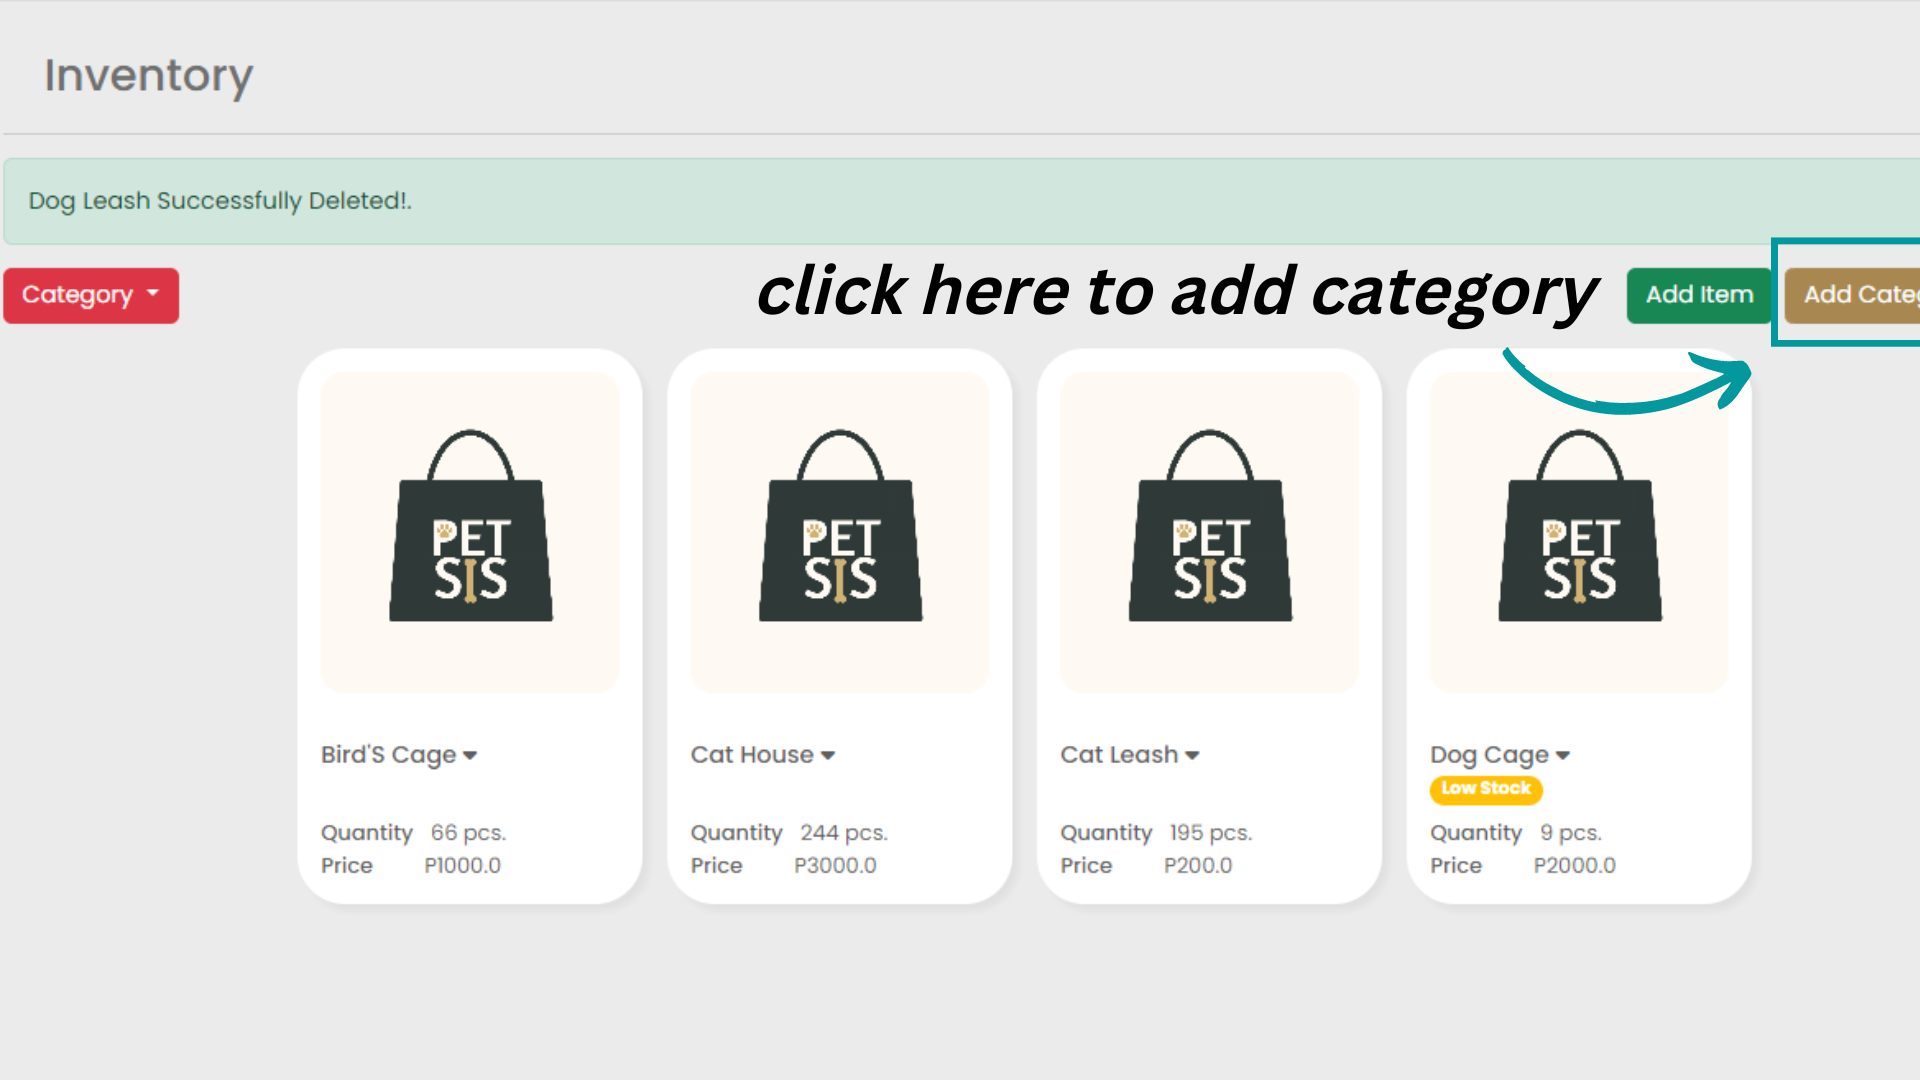 Inventory
Dog Leash Successfully Deleted!.
Category
click here to add category
Add Item
Add Categ
PET
SIS
PET
SIS
PET
SIS
PET
SIS
Bird'S Cage
Cat House
Cat Leash
Dog Cage
Low Stock
Quantity 66 pcs.
Price P1000.0
Quantity 244 pcs.
Price P3000.0
Quantity 195 pcs.
Price P200.0
Quantity 9 pcs.
Price P2000.0